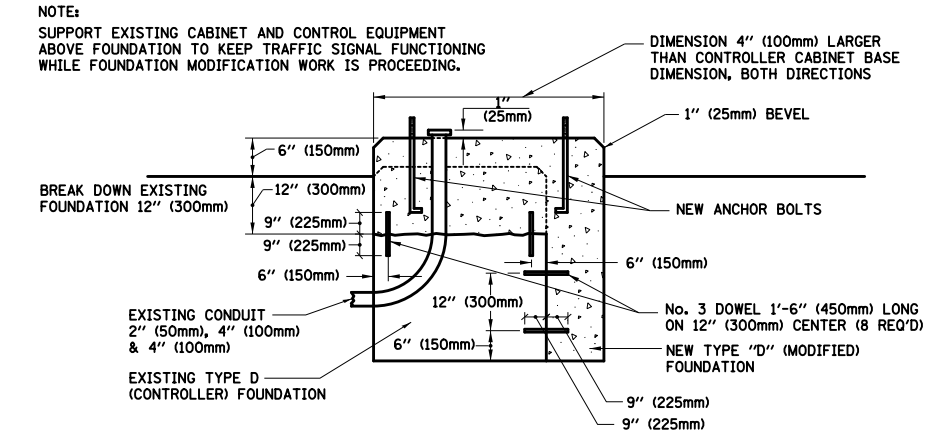 NOTE:
SUPPORT EXISTING CABINET AND CONTROL EQUIPMENT
ABOVE FOUNDATION TO KEEP TRAFFIC SIGNAL FUNCTIONING
WHILE FOUNDATION MODIFICATION WORK IS PROCEEDING.
DIMENSION 4" (100mm) LARGER
THAN CONTROLLER CABINET BASE
DIMENSION, BOTH DIRECTIONS
1"
(25mm)
1" (25mm) BEVEL
6" (150mm)
BREAK DOWN EXISTING
FOUNDATION 12" (300mm)
12" (300mm)
9" (225mm)
9" (225mm)
6" (150mm)
NEW ANCHOR BOLTS
6" (150mm)
12" (300mm)
6" (150mm)
EXISTING CONDUIT
2" (50mm), 4" (100mm)
& 4" (100mm)
No. 3 DOWEL 1'-6" (450mm) LONG
ON 12" (300mm) CENTER (8 REQ'D)
NEW TYPE "D" (MODIFIED)
FOUNDATION
EXISTING TYPE D
(CONTROLLER) FOUNDATION
9" (225mm)
9" (225mm)